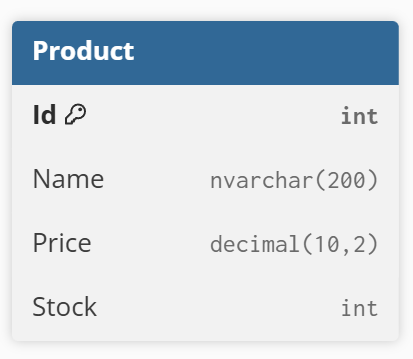 Product
Id int
Name nvarchar(200)
Price decimal(10,2)
Stock int